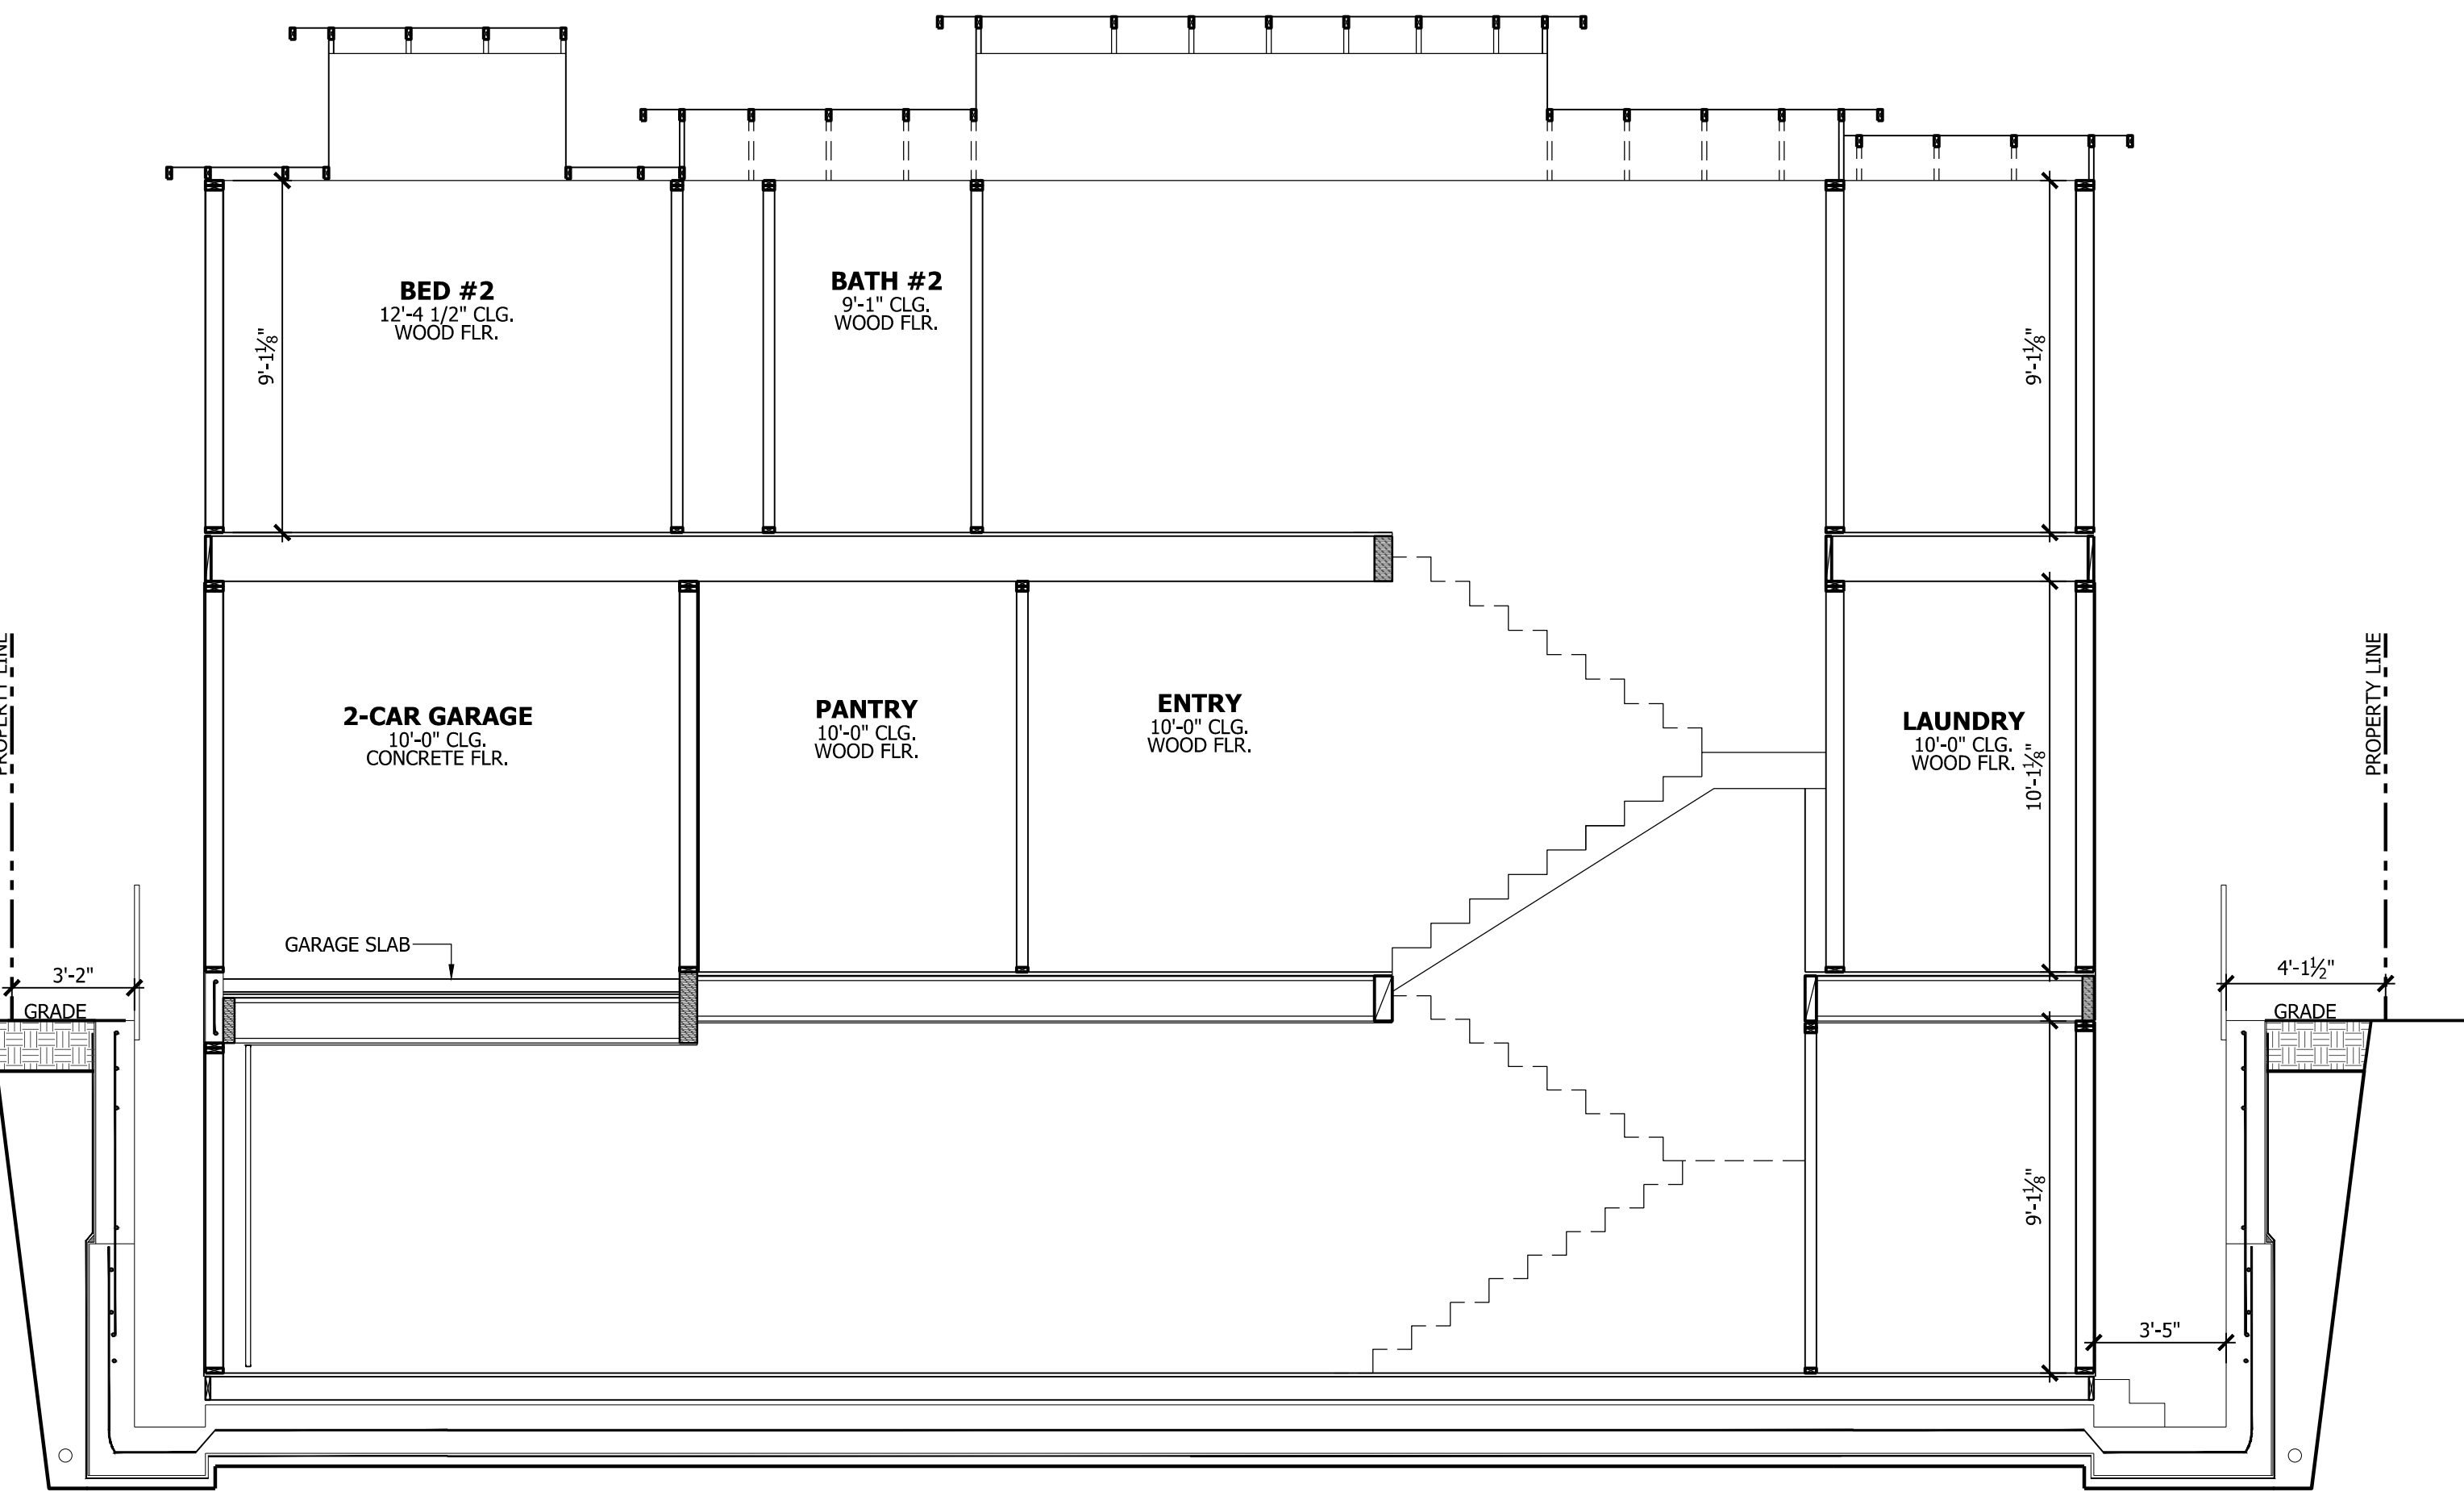 BED #2
12'-4 1/2" CLG.
WOOD FLR.
BATH #2
9'-1" CLG.
WOOD FLR.
9'-1⅛"
9'-1⅛"
2-CAR GARAGE
10'-0" CLG.
CONCRETE FLR.
PANTRY
10'-0" CLG.
WOOD FLR.
ENTRY
10'-0" CLG.
WOOD FLR.
LAUNDRY
10'-0" CLG.
WOOD FLR.
10'-1⅛"
PROPERTY LINE
PROPERTY LINE
GARAGE SLAB
3'-2"
GRADE
4'-1½"
GRADE
9'-1⅛"
3'-5"